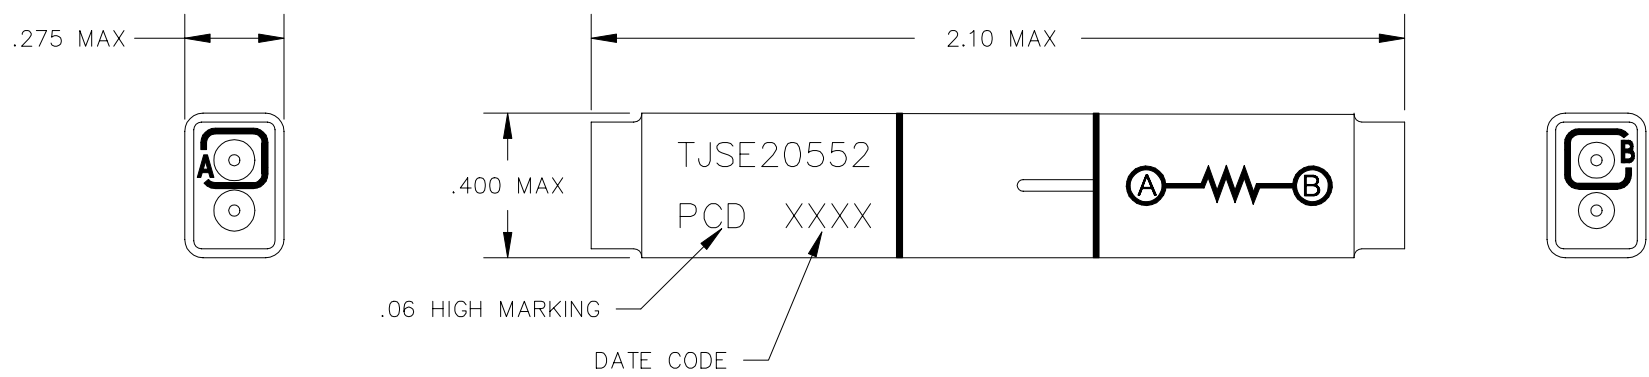 .275 MAX
2.10 MAX
A
TJSE20552
B
.400 MAX
A
B
PCD XXXX
.06 HIGH MARKING
DATE CODE